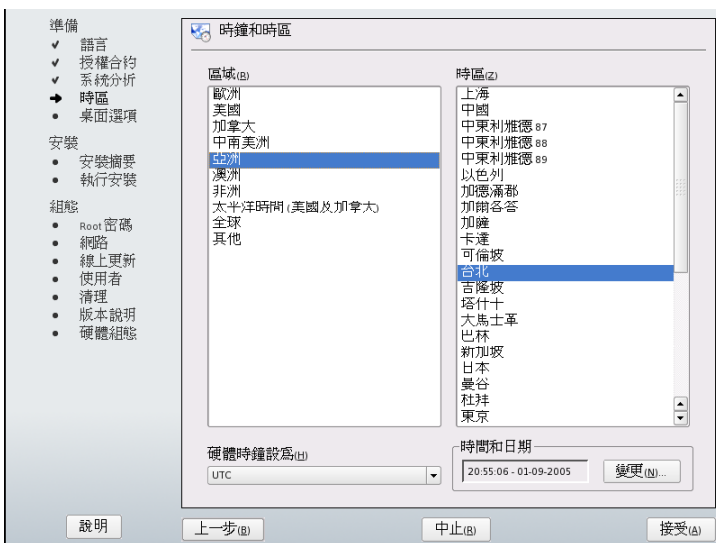 準備
語言
授權合約
系統分析
時區
桌面選項
安裝
安裝摘要
執行安裝
組態
Root 密碼
網路
線上更新
使用者
清理
版本說明
硬體組態
說明
時鐘和時區
區域(R)
歐洲
美國
加拿大
中南美洲
亞洲
澳洲
非洲
太平洋時間 (美國及加拿大)
全球
其他
時區(Z)
上海
中國
中東利雅德 87
中東利雅德 88
中東利雅德 89
以色列
加德滿都
加爾各答
加薩
卡達
可倫坡
台北
吉隆坡
塔什干
大馬士革
巴林
新加坡
日本
曼谷
杜拜
東京
硬體時鐘設為(H)
UTC
時間和日期
20:55:06 - 01-09-2005
變更(N)...
上一步(B)
中止(R)
接受(A)